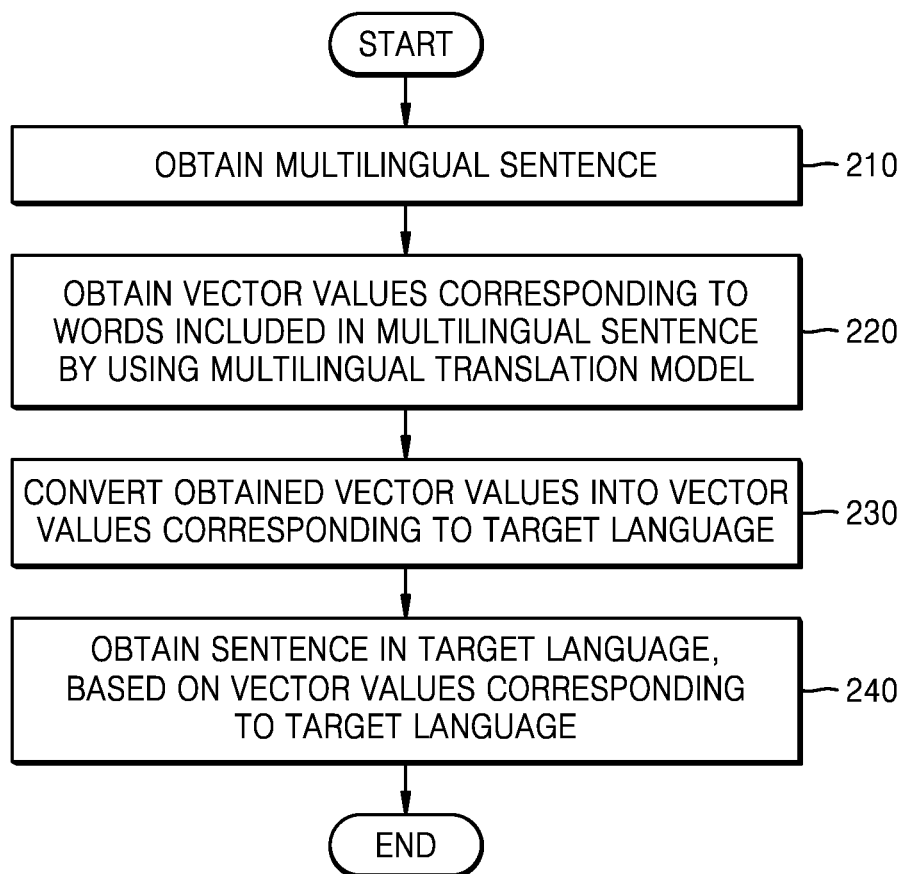 START
OBTAIN MULTILINGUAL SENTENCE
210
OBTAIN VECTOR VALUES CORRESPONDING TO
WORDS INCLUDED IN MULTILINGUAL SENTENCE
BY USING MULTILINGUAL TRANSLATION MODEL
220
CONVERT OBTAINED VECTOR VALUES INTO VECTOR
VALUES CORRESPONDING TO TARGET LANGUAGE
230
OBTAIN SENTENCE IN TARGET LANGUAGE,
BASED ON VECTOR VALUES CORRESPONDING
TO TARGET LANGUAGE
240
END